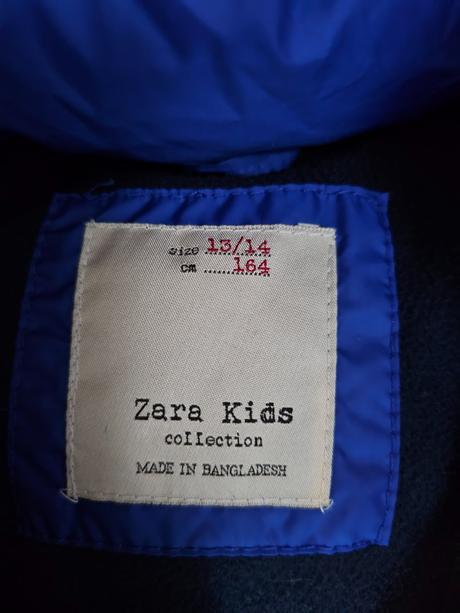 size 13/14
cm ...... 164
Zara Kids
collection
MADE IN BANGLADESH